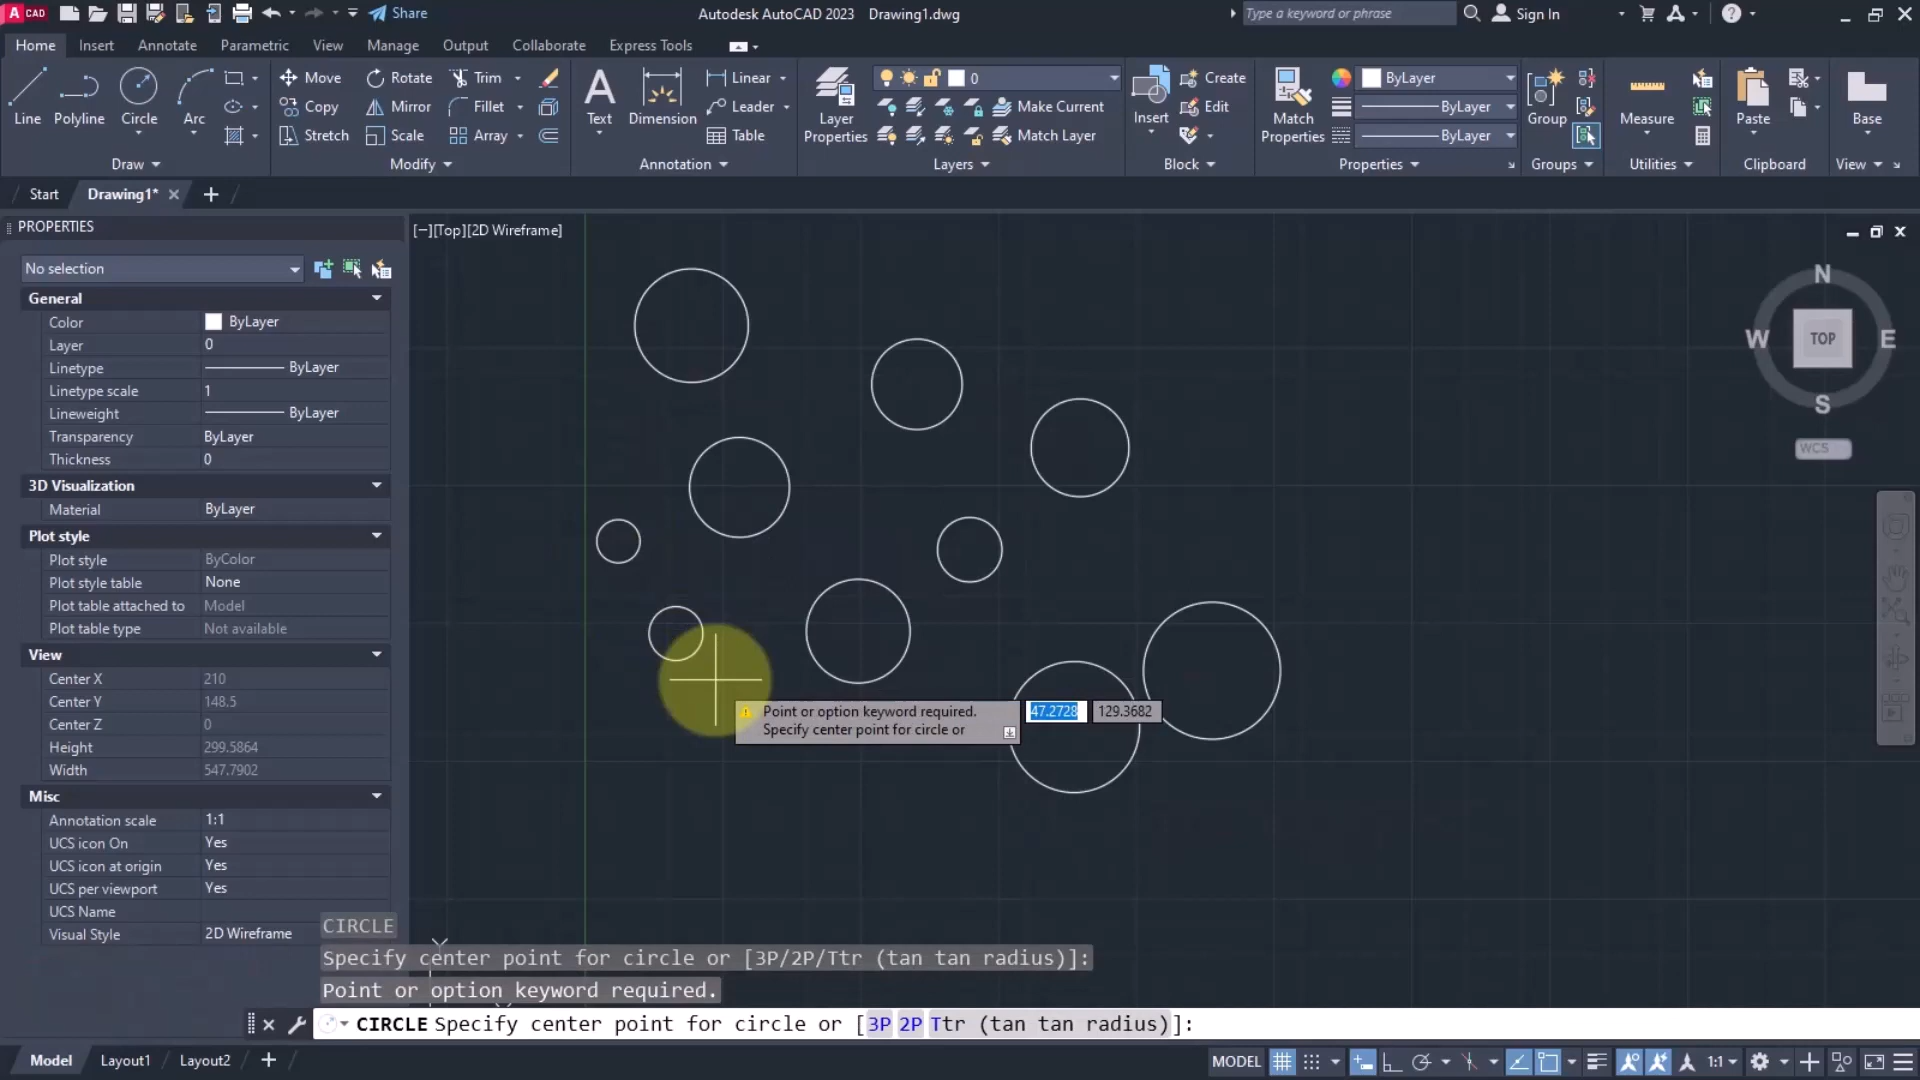 A CAD
Share
Autodesk AutoCAD 2023 Drawing1.dwg
Type a keyword or phrase
Sign In
Home Insert Annotate Parametric View Manage Output Collaborate Express Tools
Line Polyline Circle Arc
Move Rotate Trim
Copy Mirror Fillet
Stretch Scale Array
Text Dimension
Linear
Leader
Table
Layer Properties
0
Make Current
Match Layer
Insert
Create
Edit
Match Properties
ByLayer
ByLayer
ByLayer
Group
Measure
Paste
Base
Draw Modify Annotation Layers Block Properties Groups Utilities Clipboard View
Start Drawing1*
PROPERTIES
[−][Top][2D Wireframe]
No selection
General
Color ByLayer
Layer 0
Linetype ByLayer
Linetype scale 1
Lineweight ByLayer
Transparency ByLayer
Thickness 0
3D Visualization
Material ByLayer
Plot style
Plot style ByColor
Plot style table None
Plot table attached to Model
Plot table type Not available
View
Center X 210
Center Y 148.5
Center Z 0
Height 299.5864
Width 547.7902
Misc
Annotation scale 1:1
UCS icon On Yes
UCS icon at origin Yes
UCS per viewport Yes
UCS Name
Visual Style 2D Wireframe
N
W TOP E
S
WCS
Point or option keyword required.
Specify center point for circle or
47.2728 129.3682
CIRCLE
Specify center point for circle or [3P/2P/Ttr (tan tan radius)]:
Point or option keyword required.
CIRCLE Specify center point for circle or [3P 2P Ttr (tan tan radius)]:
Model Layout1 Layout2
MODEL
1:1